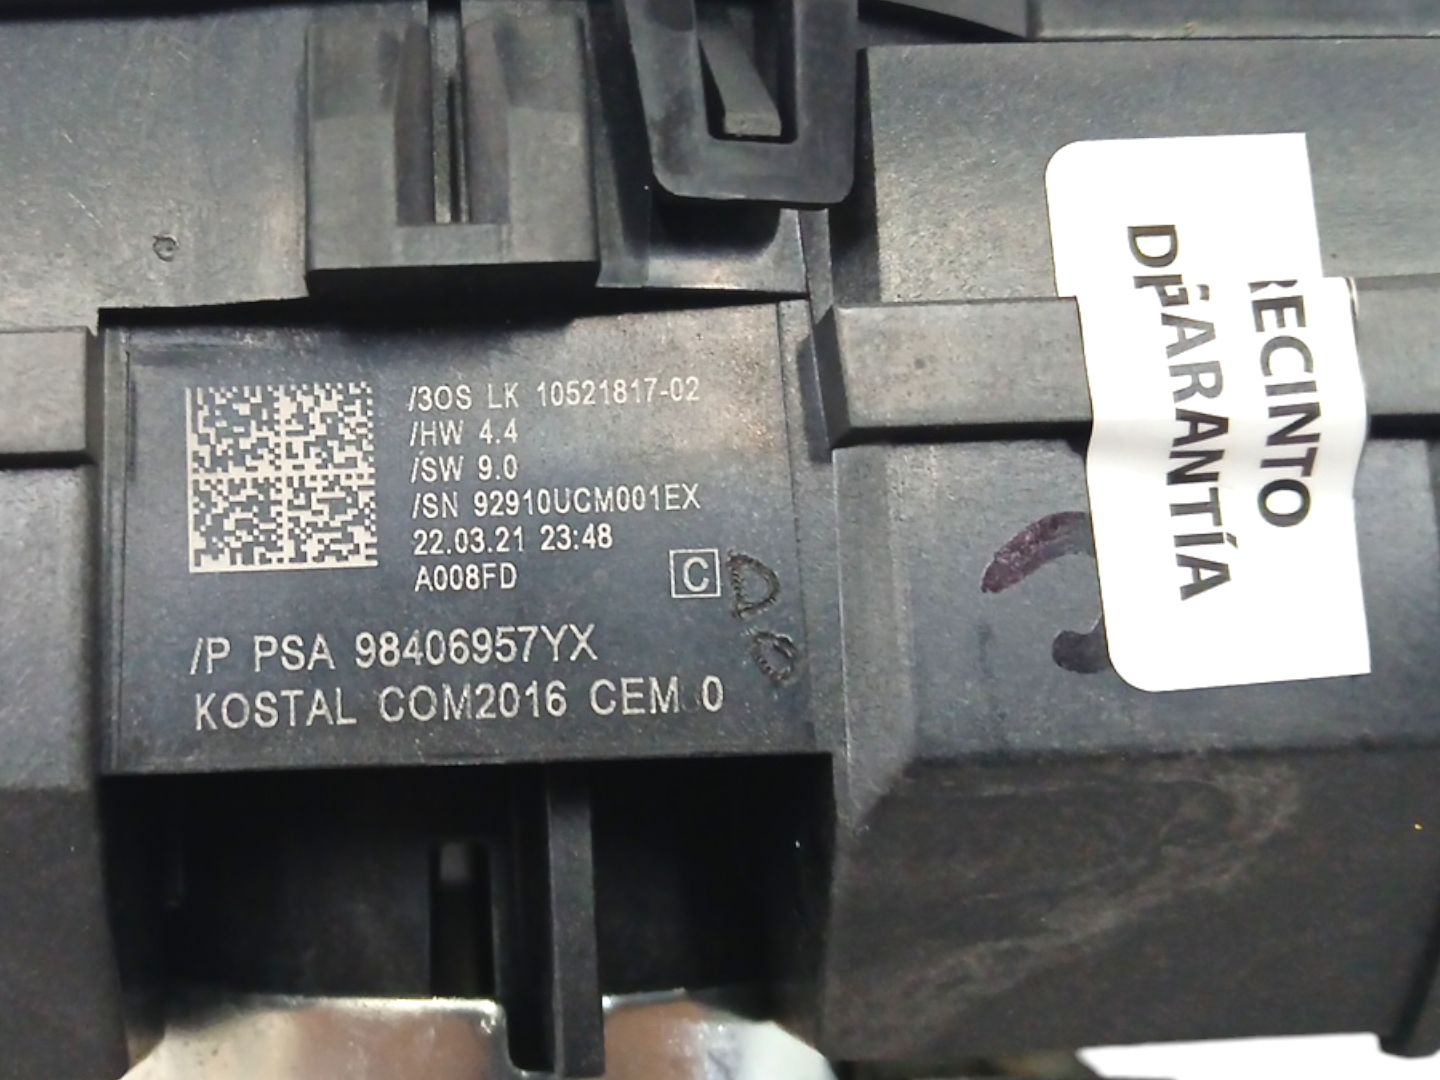 /3OS LK 10521817-02
/HW 4.4
/SW 9.0
/SN 92910UCM001EX
22.03.21 23:48
A008FD
C
/P PSA 98406957YX
KOSTAL COM2016 CEM 0
RECINTO
GARANTÍA